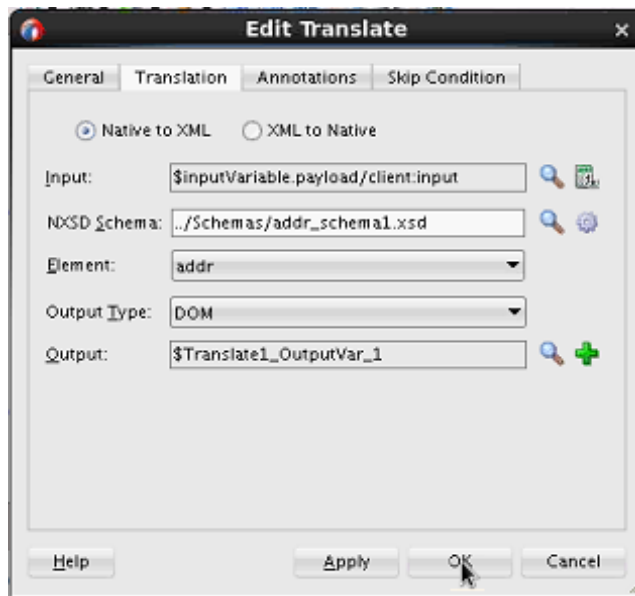 Edit Translate
General Translation Annotations Skip Condition
Native to XML XML to Native
Input: $inputVariable.payload/client:input
NXSD Schema: ../Schemas/addr_schema1.xsd
Element: addr
Output Type: DOM
Output: $Translate1_OutputVar_1
Help Apply OK Cancel